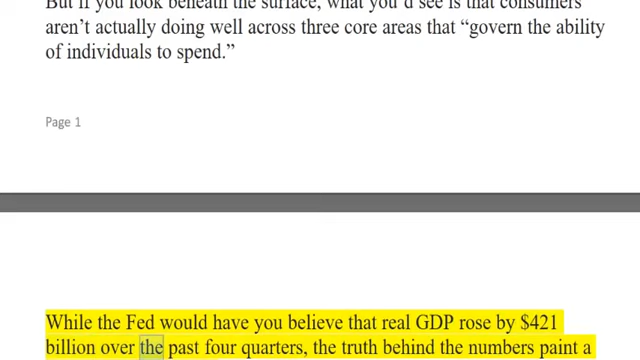 But if you look beneath the surface, what you'd see is that consumers
aren't actually doing well across three core areas that “govern the ability
of individuals to spend.”
Page 1
While the Fed would have you believe that real GDP rose by $421
billion over the past four quarters, the truth behind the numbers paint a